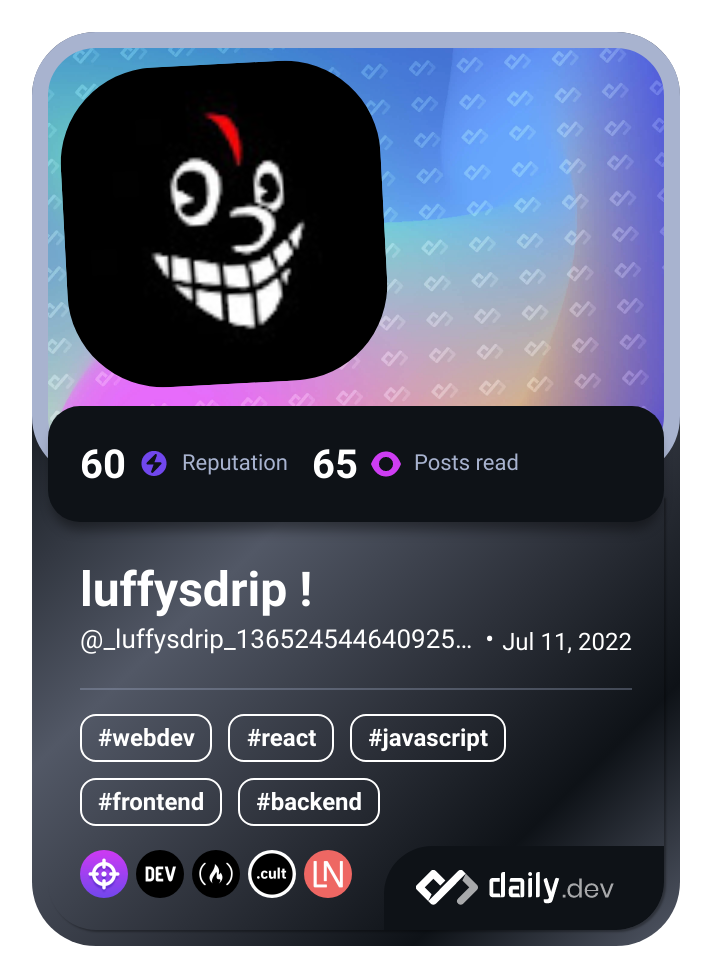 60 Reputation 65 Posts read
luffysdrip !
@_luffysdrip_136524544640925... • Jul 11, 2022
#webdev #react #javascript
#frontend #backend
DEV .cult LN daily.dev